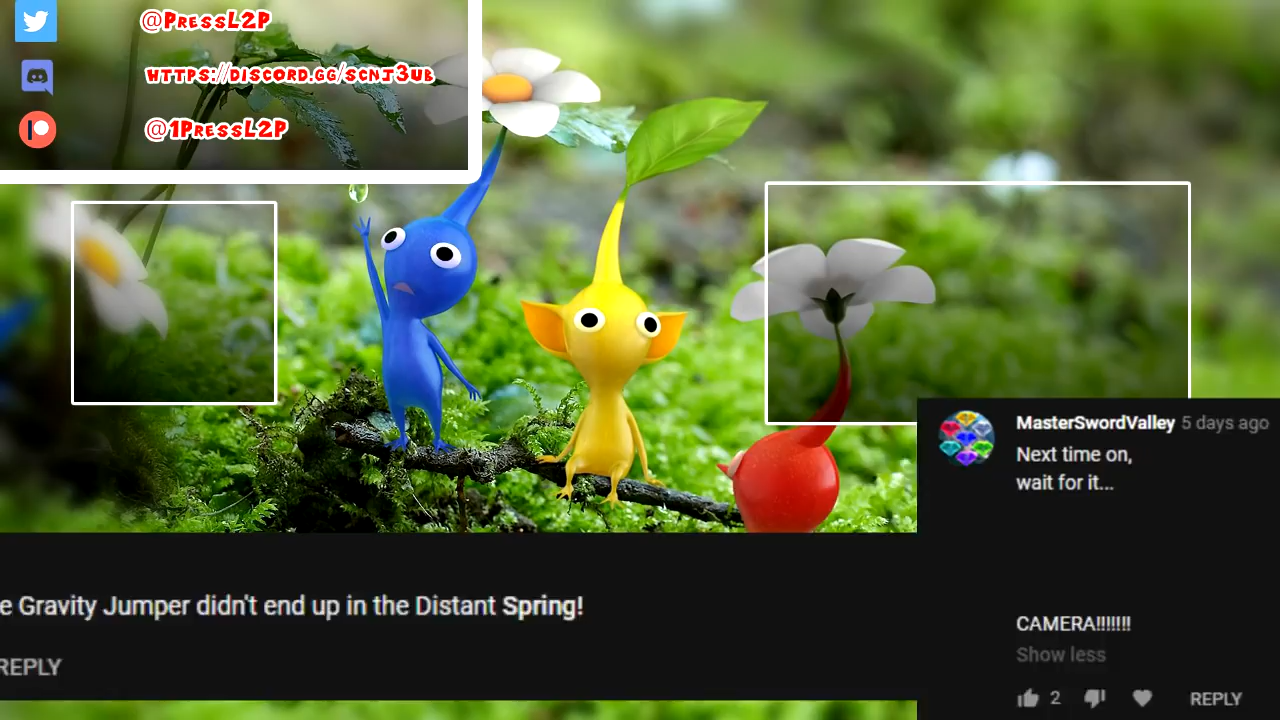 @PressL2P
https://discord.gg/scnJ3ub
@1PressL2P
MasterSwordValley 5 days ago
Next time on,
wait for it...
e Gravity Jumper didn't end up in the Distant Spring!
REPLY
CAMERA!!!!!!!
Show less
2
REPLY